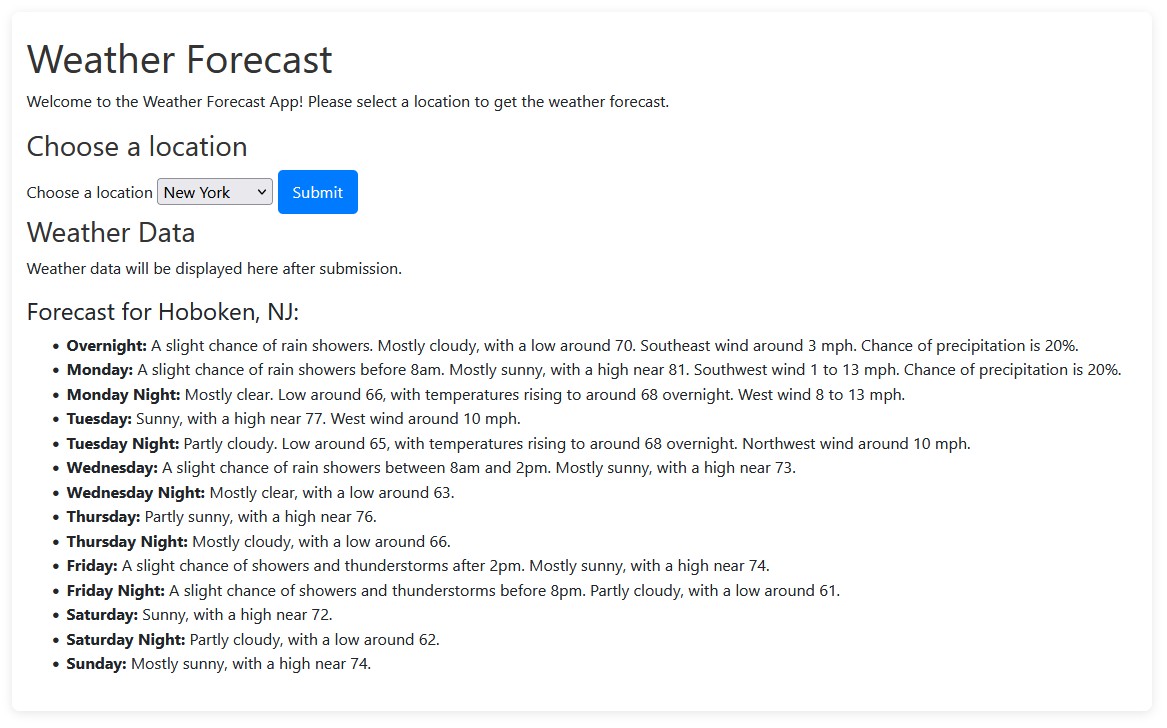 Weather Forecast
Welcome to the Weather Forecast App! Please select a location to get the weather forecast.
Choose a location
Choose a location New York Submit
Weather Data
Weather data will be displayed here after submission.
Forecast for Hoboken, NJ:
• Overnight: A slight chance of rain showers. Mostly cloudy, with a low around 70. Southeast wind around 3 mph. Chance of precipitation is 20%.
• Monday: A slight chance of rain showers before 8am. Mostly sunny, with a high near 81. Southwest wind 1 to 13 mph. Chance of precipitation is 20%.
• Monday Night: Mostly clear. Low around 66, with temperatures rising to around 68 overnight. West wind 8 to 13 mph.
• Tuesday: Sunny, with a high near 77. West wind around 10 mph.
• Tuesday Night: Partly cloudy. Low around 65, with temperatures rising to around 68 overnight. Northwest wind around 10 mph.
• Wednesday: A slight chance of rain showers between 8am and 2pm. Mostly sunny, with a high near 73.
• Wednesday Night: Mostly clear, with a low around 63.
• Thursday: Partly sunny, with a high near 76.
• Thursday Night: Mostly cloudy, with a low around 66.
• Friday: A slight chance of showers and thunderstorms after 2pm. Mostly sunny, with a high near 74.
• Friday Night: A slight chance of showers and thunderstorms before 8pm. Partly cloudy, with a low around 61.
• Saturday: Sunny, with a high near 72.
• Saturday Night: Partly cloudy, with a low around 62.
• Sunday: Mostly sunny, with a high near 74.